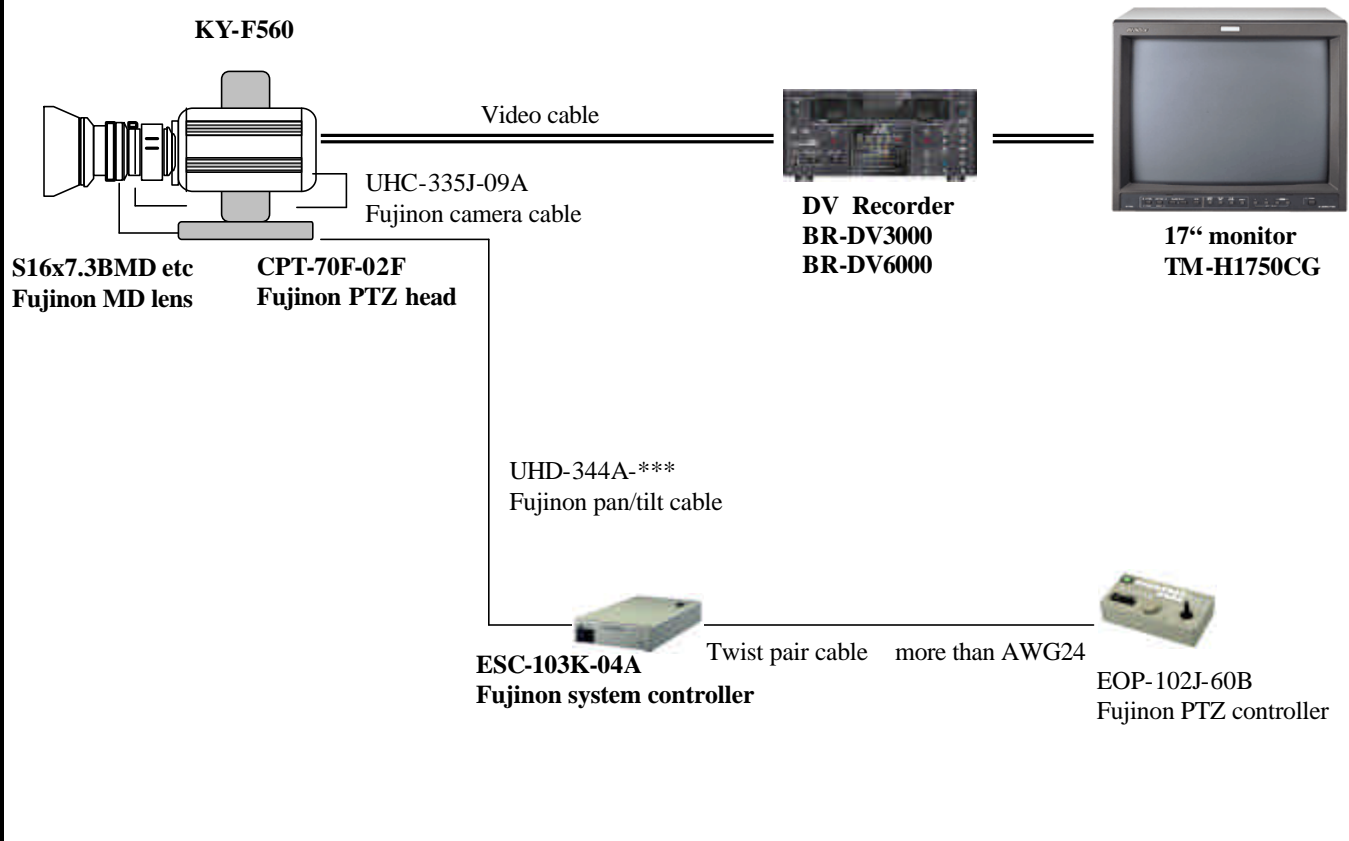 KY-F560
Video cable
UHC-335J-09A
Fujinon camera cable
DV Recorder
BR-DV3000
BR-DV6000
17“ monitor
TM-H1750CG
S16x7.3BMD etc
Fujinon MD lens
CPT-70F-02F
Fujinon PTZ head
UHD-344A-***
Fujinon pan/tilt cable
ESC-103K-04A
Fujinon system controller
Twist pair cable more than AWG24
EOP-102J-60B
Fujinon PTZ controller